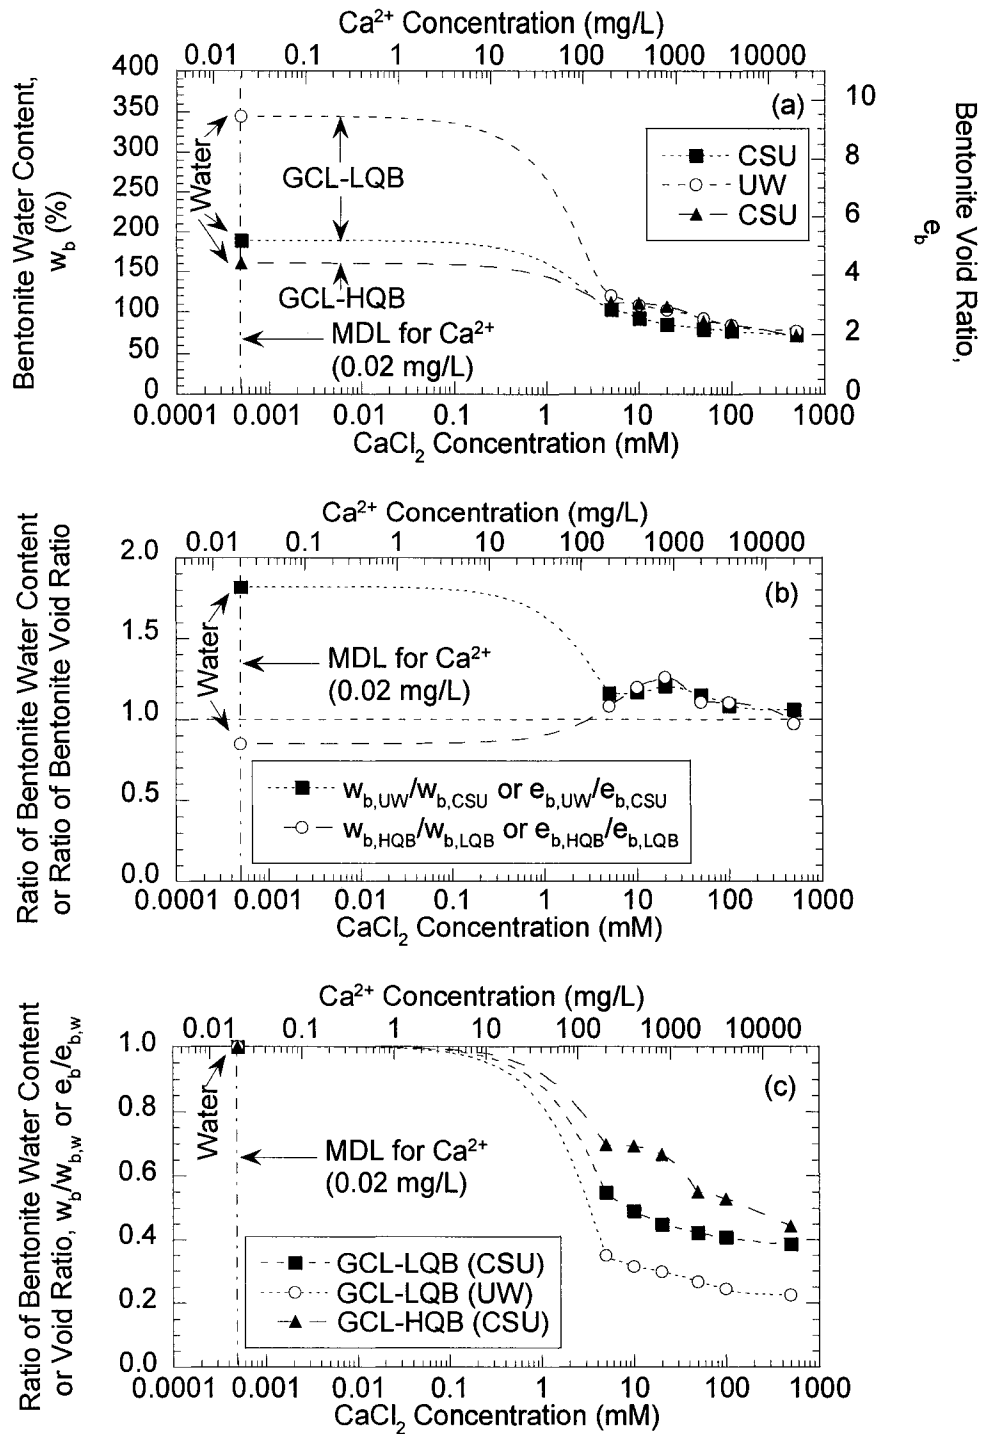 Ca²⁺ Concentration (mg/L)
0.01 0.1 1 10 100 1000 10000
Bentonite Water Content,
w_b (%)
400
350
300
250
200
150
100
50
0
(a)
CSU
UW
CSU
Water
GCL-LQB
GCL-HQB
MDL for Ca²⁺
(0.02 mg/L)
10
8
6
4
2
0
Bentonite Void Ratio,
e_b
0.0001 0.001 0.01 0.1 1 10 100 1000
CaCl₂ Concentration (mM)
Ca²⁺ Concentration (mg/L)
0.01 0.1 1 10 100 1000 10000
Ratio of Bentonite Water Content
or Ratio of Bentonite Void Ratio
2.0
1.5
1.0
0.5
0.0
(b)
Water
MDL for Ca²⁺
(0.02 mg/L)
w_b,UW/w_b,CSU or e_b,UW/e_b,CSU
w_b,HQB/w_b,LQB or e_b,HQB/e_b,LQB
0.0001 0.001 0.01 0.1 1 10 100 1000
CaCl₂ Concentration (mM)
Ca²⁺ Concentration (mg/L)
0.01 0.1 1 10 100 1000 10000
Ratio of Bentonite Water Content
or Void Ratio, w_b/w_b,w or e_b/e_b,w
1.0
0.8
0.6
0.4
0.2
0.0
(c)
Water
MDL for Ca²⁺
(0.02 mg/L)
GCL-LQB (CSU)
GCL-LQB (UW)
GCL-HQB (CSU)
0.0001 0.001 0.01 0.1 1 10 100 1000
CaCl₂ Concentration (mM)